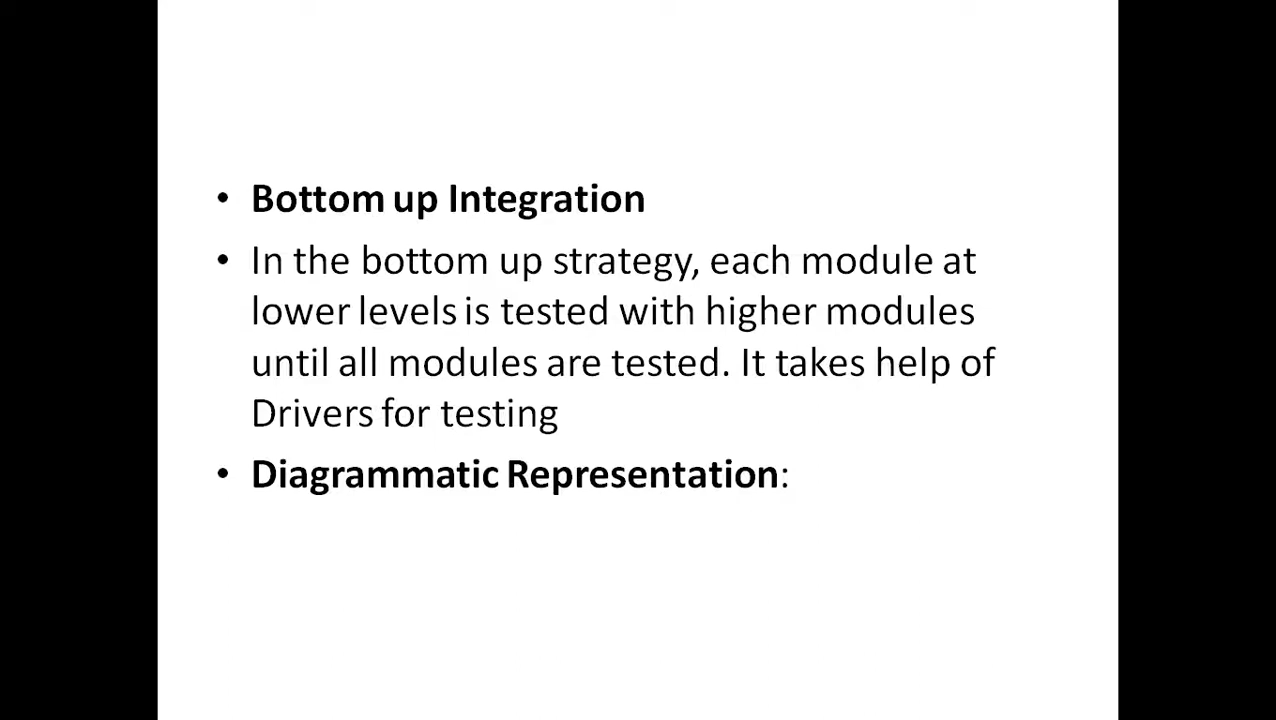 • Bottom up Integration
• In the bottom up strategy, each module at
lower levels is tested with higher modules
until all modules are tested. It takes help of
Drivers for testing
• Diagrammatic Representation: